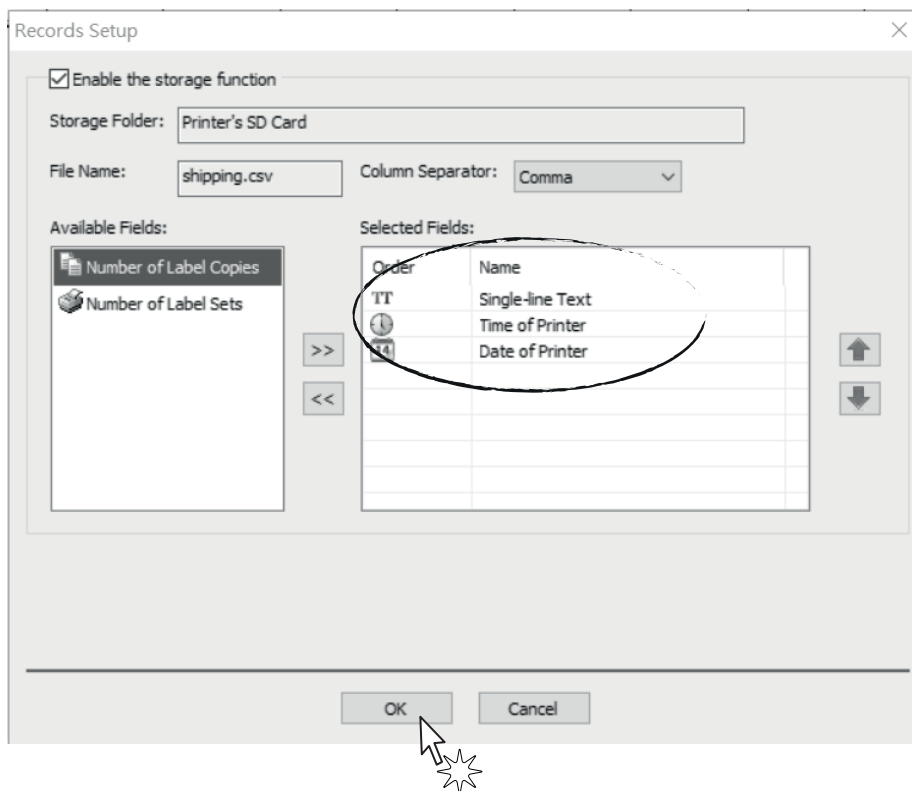 Records Setup
Enable the storage function
Storage Folder: Printer's SD Card
File Name: shipping.csv Column Separator: Comma
Available Fields: Selected Fields:
Number of Label Copies Order Name
Number of Label Sets TT Single-line Text
Time of Printer
14 Date of Printer
>>
<<
OK Cancel